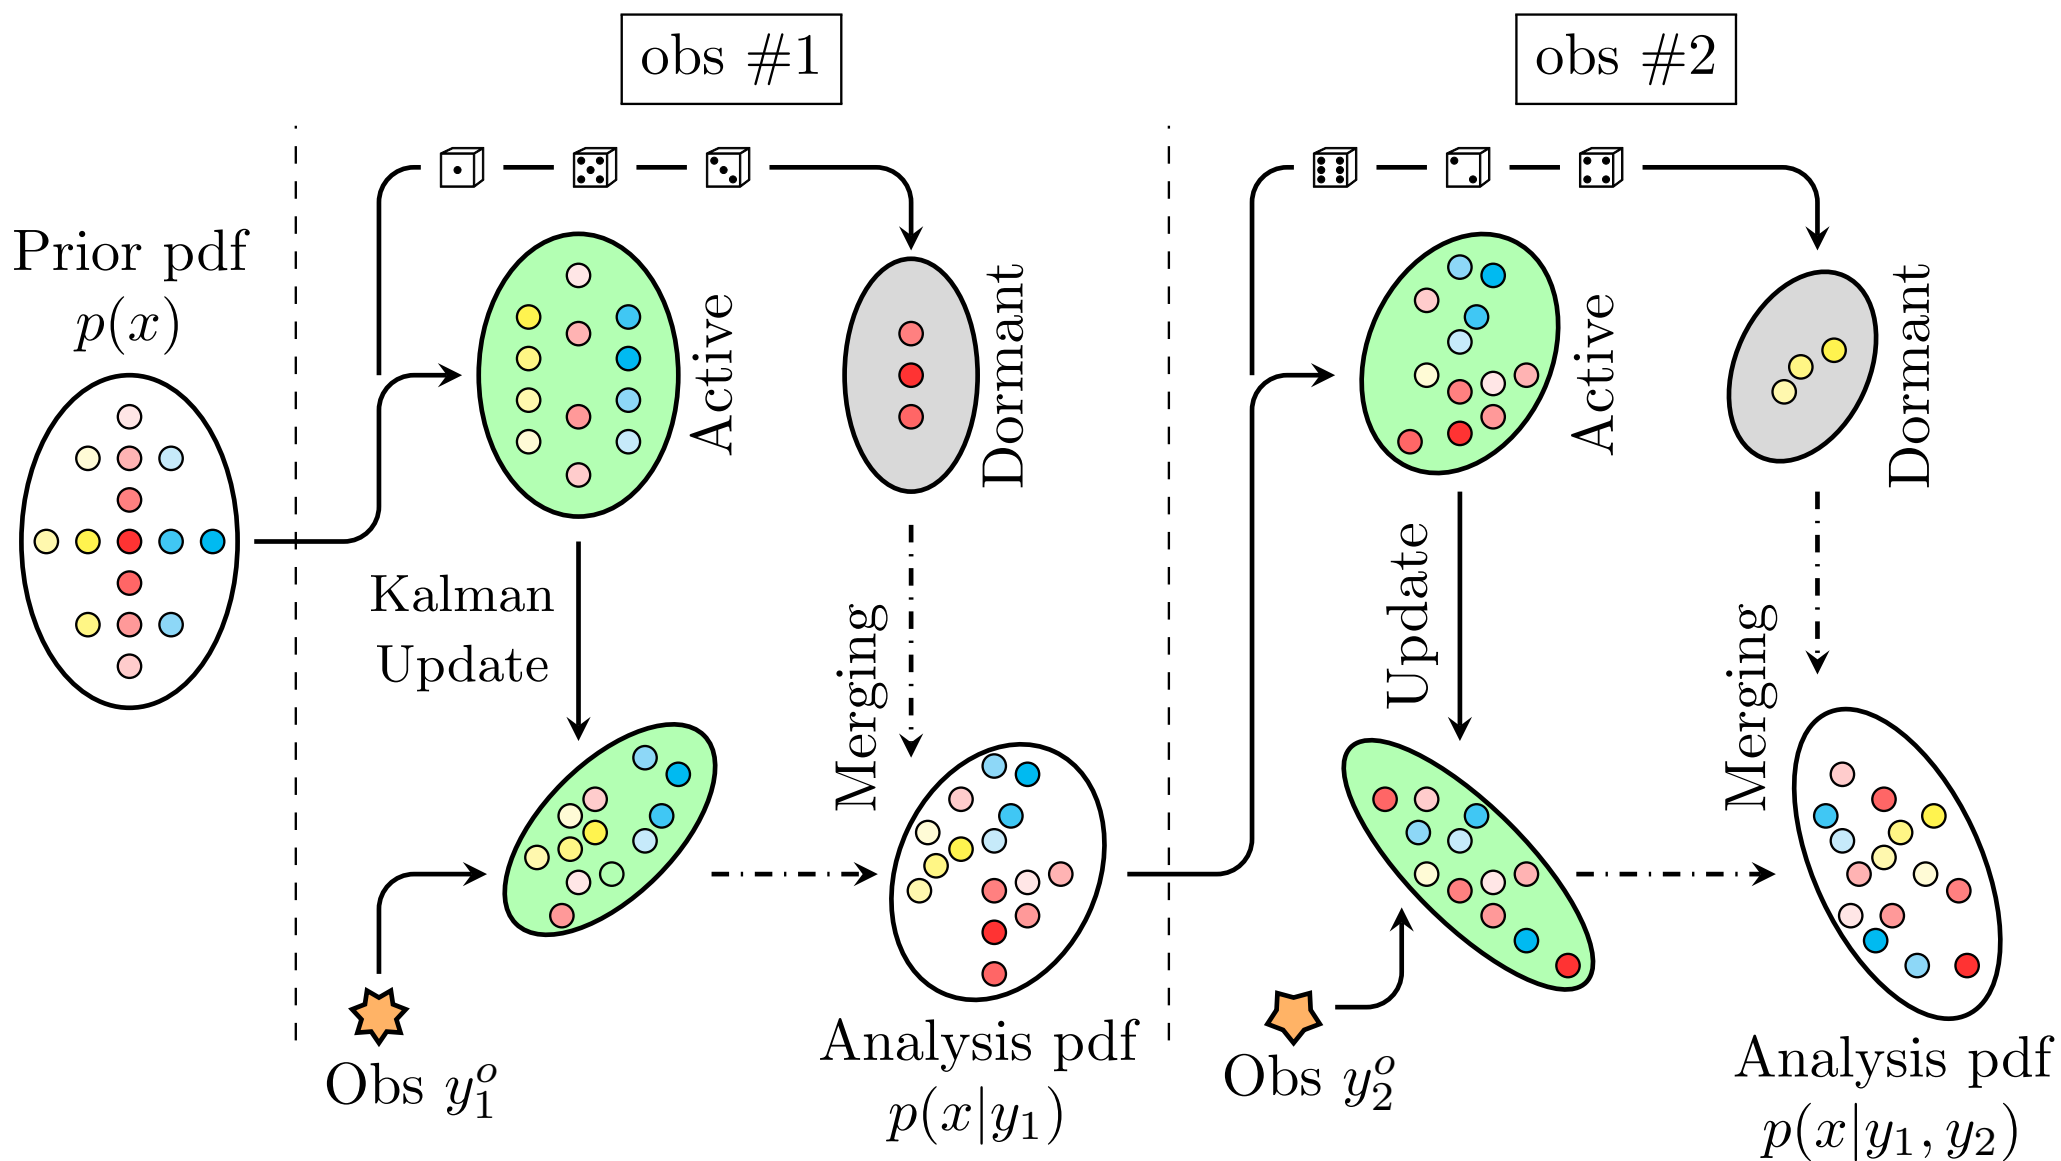 obs #1
obs #2
Prior pdf
p(x)
Active
Dormant
Kalman
Update
Merging
Obs y₁ᵒ
Analysis pdf
p(x|y₁)
Active
Dormant
Update
Merging
Obs y₂ᵒ
Analysis pdf
p(x|y₁, y₂)